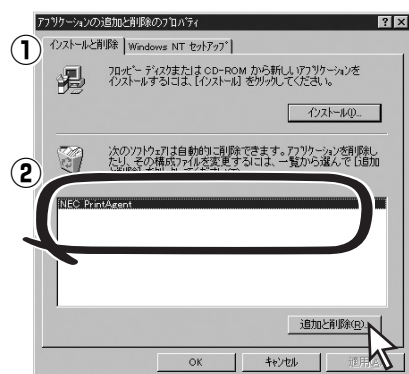 アプリケーションの追加と削除のプロパティ
? ×
①
インストールと削除
Windows NT セットアップ
フロッピー ディスクまたは CD-ROM から新しいアプリケーションを
インストールするには、[インストール] をクリックしてください。
インストール(I)...
②
次のソフトウェアは自動的に削除できます。アプリケーションを削除し
たり、その構成ファイルを変更するには、一覧から選んで [追加
NEC PrintAgent
追加と削除(R)...
OK
キャンセル
適用